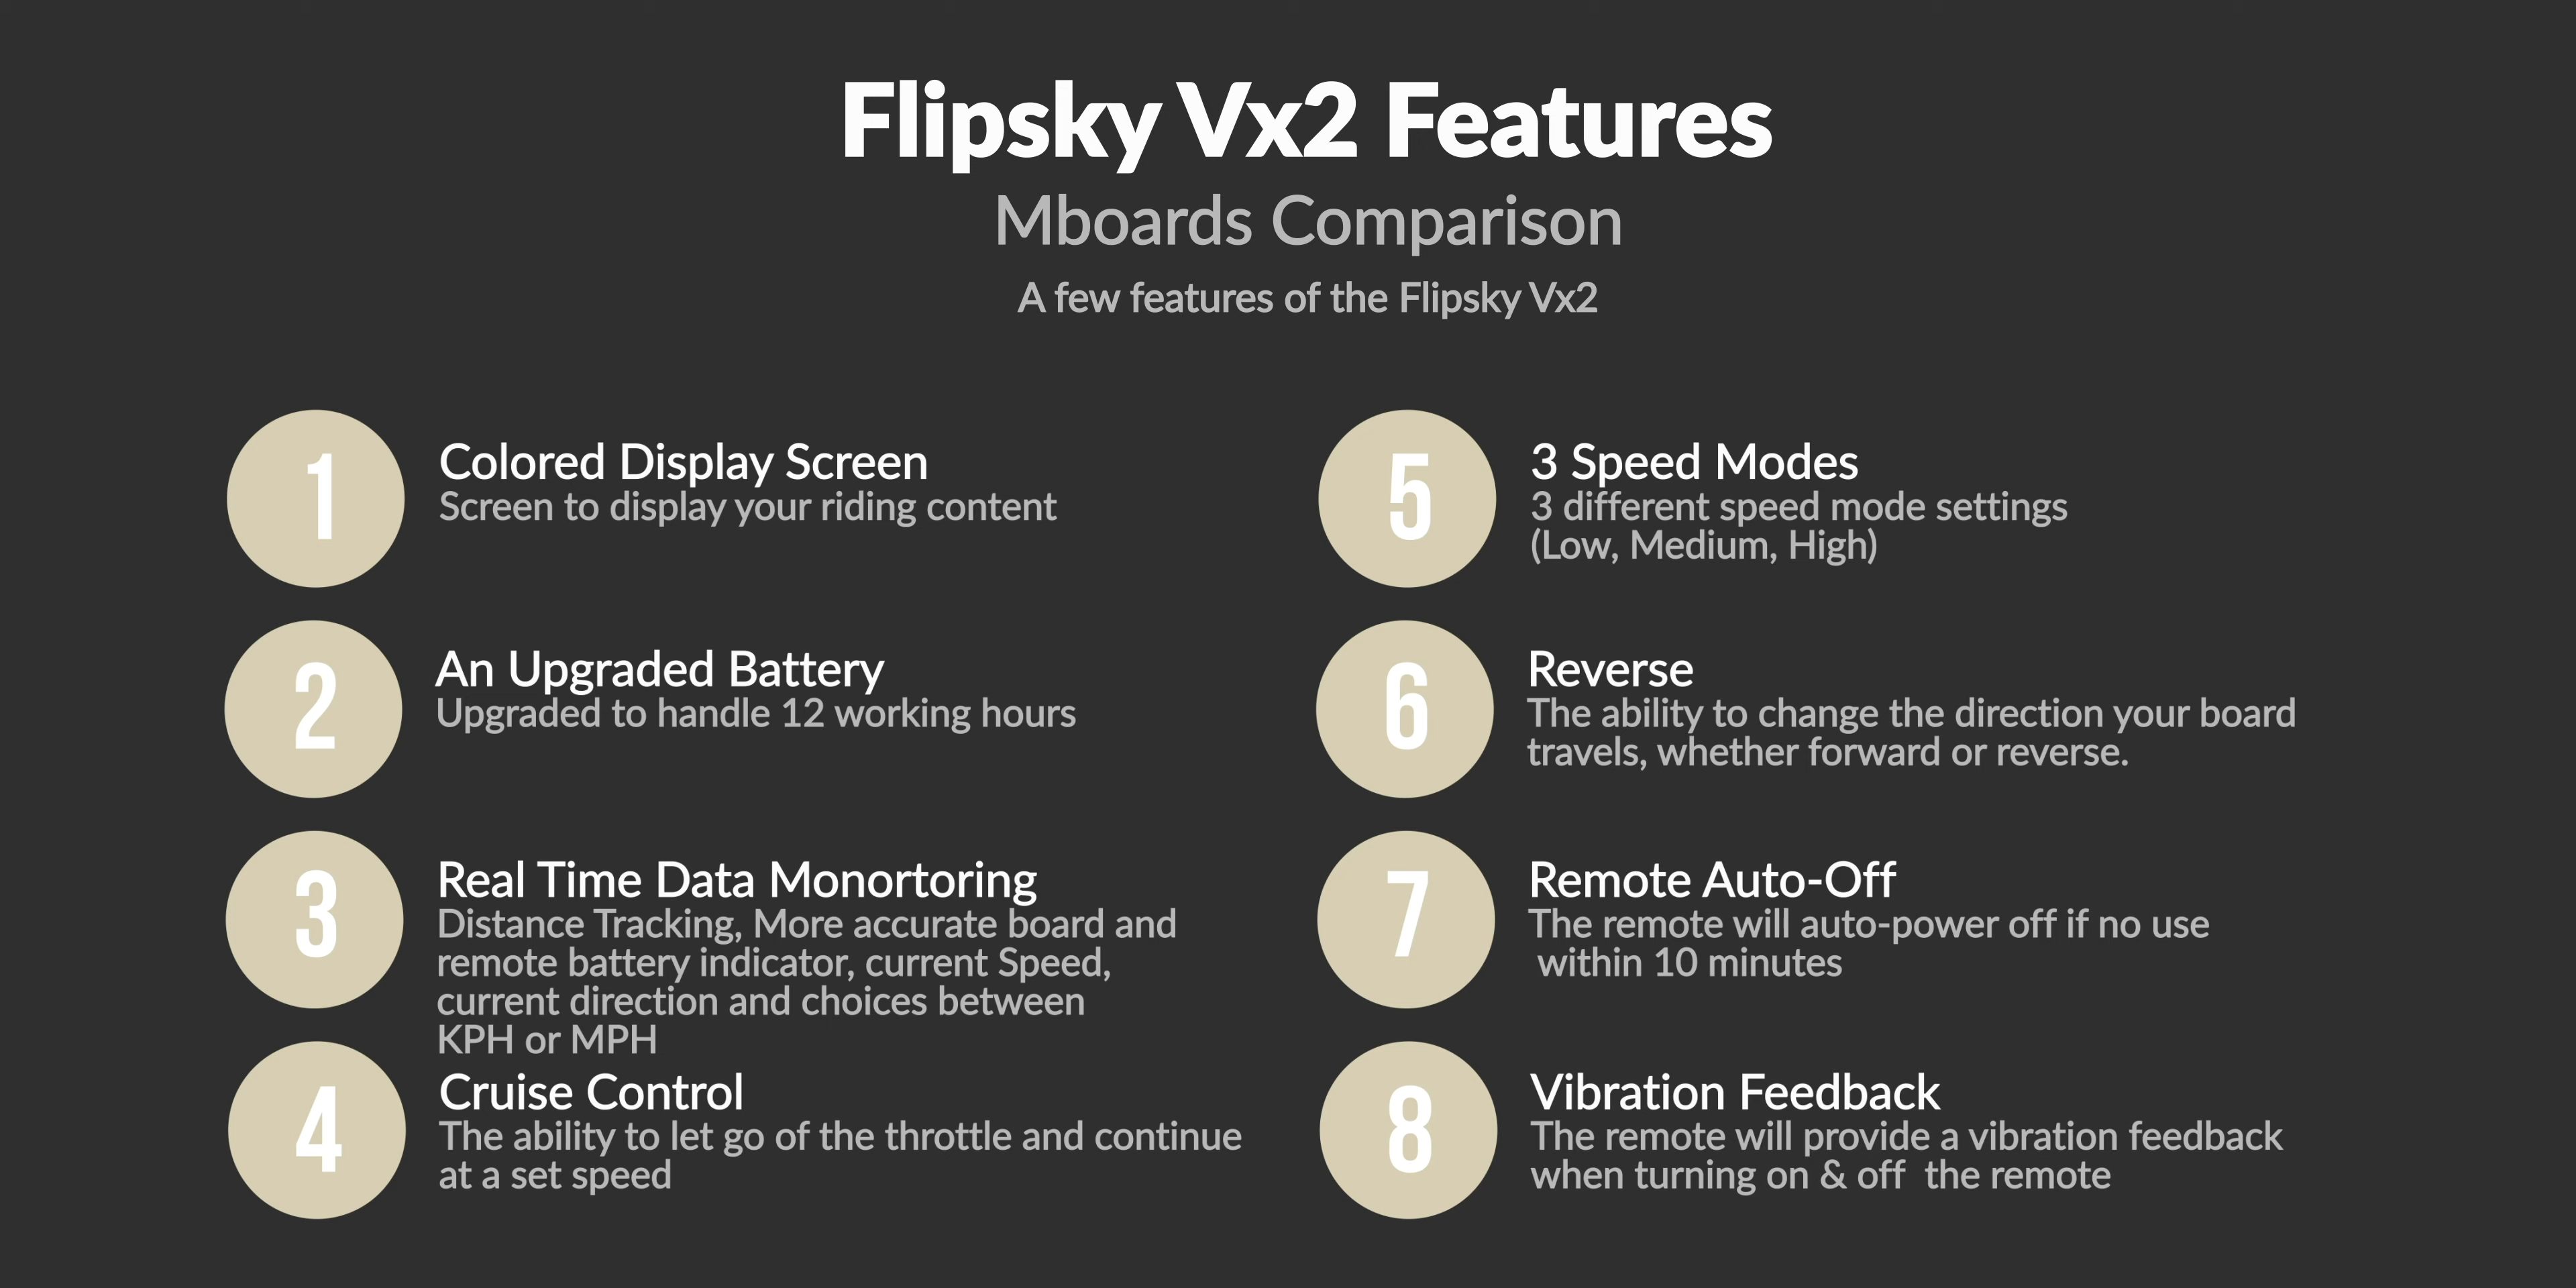 Flipsky Vx2 Features
Mboards Comparison
A few features of the Flipsky Vx2
1
Colored Display Screen
Screen to display your riding content
2
An Upgraded Battery
Upgraded to handle 12 working hours
3
Real Time Data Monortoring
Distance Tracking, More accurate board and
remote battery indicator, current Speed,
current direction and choices between
KPH or MPH
4
Cruise Control
The ability to let go of the throttle and continue
at a set speed
5
3 Speed Modes
3 different speed mode settings
(Low, Medium, High)
6
Reverse
The ability to change the direction your board
travels, whether forward or reverse.
7
Remote Auto-Off
The remote will auto-power off if no use
within 10 minutes
8
Vibration Feedback
The remote will provide a vibration feedback
when turning on & off the remote